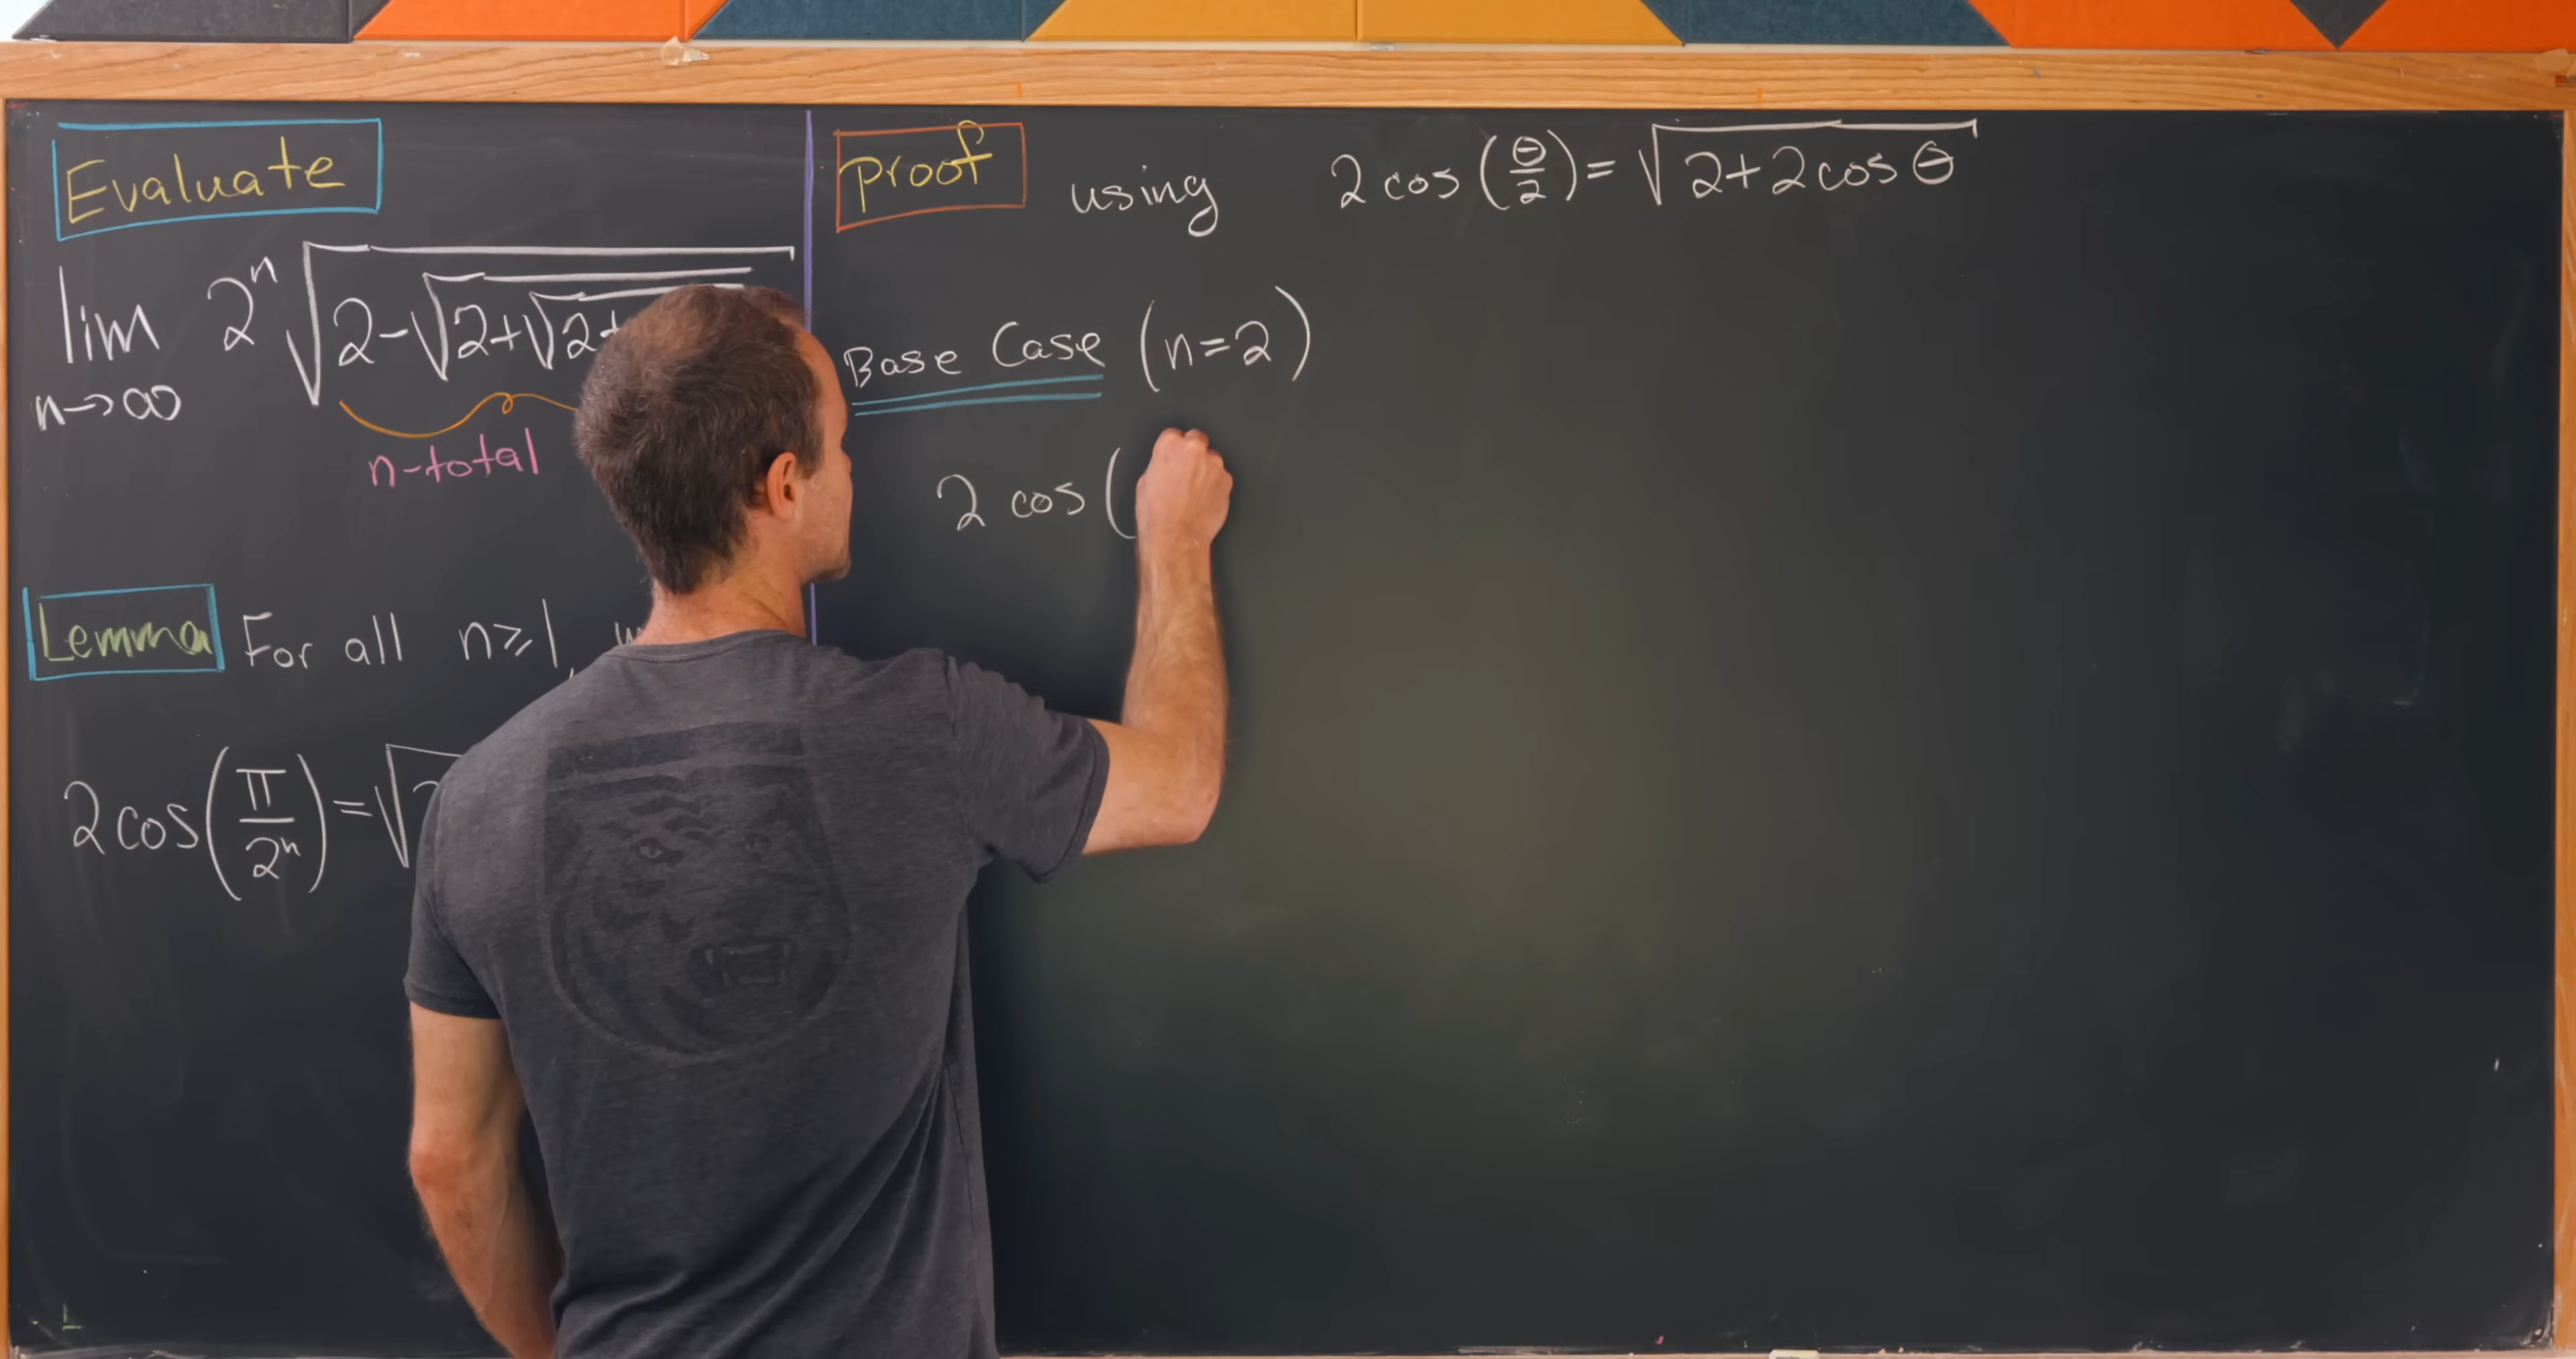 Evaluate
lim n→∞ 2ⁿ √(2-√(2+√(2+
n-total
Lemma For all n≥1,
2cos(π/2ⁿ)=√
Proof using 2cos(θ/2)=√(2+2cosθ)
Base Case (n=2)
2 cos(